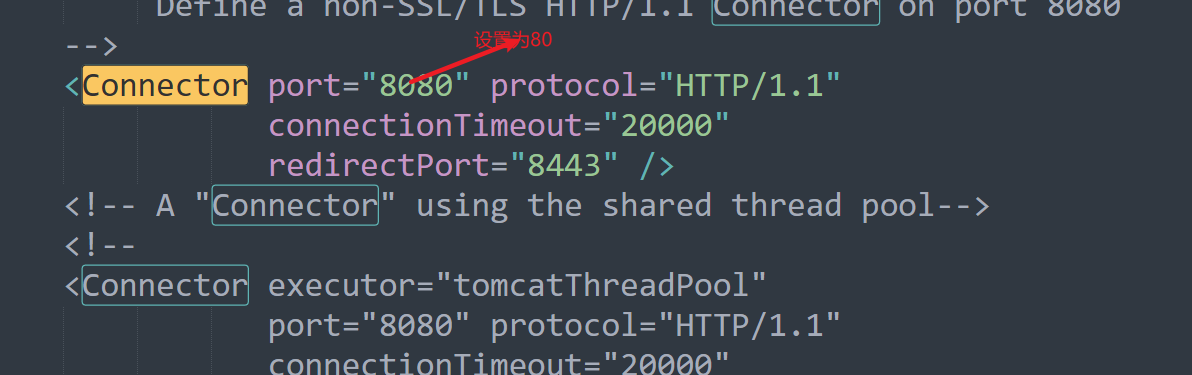 Define a non-SSL/TLS HTTP/1.1 Connector on port 8080
-->
设置为80
<Connector port="8080" protocol="HTTP/1.1"
connectionTimeout="20000"
redirectPort="8443" />
<!-- A "Connector" using the shared thread pool-->
<!--
<Connector executor="tomcatThreadPool"
port="8080" protocol="HTTP/1.1"
connectionTimeout="20000"